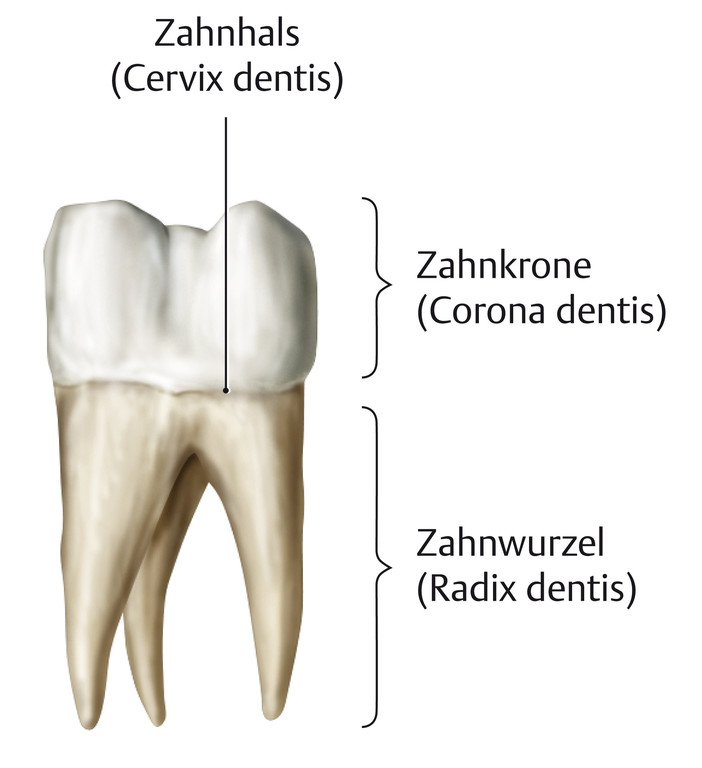 Zahnhals
(Cervix dentis)
Zahnkrone
(Corona dentis)
Zahnwurzel
(Radix dentis)